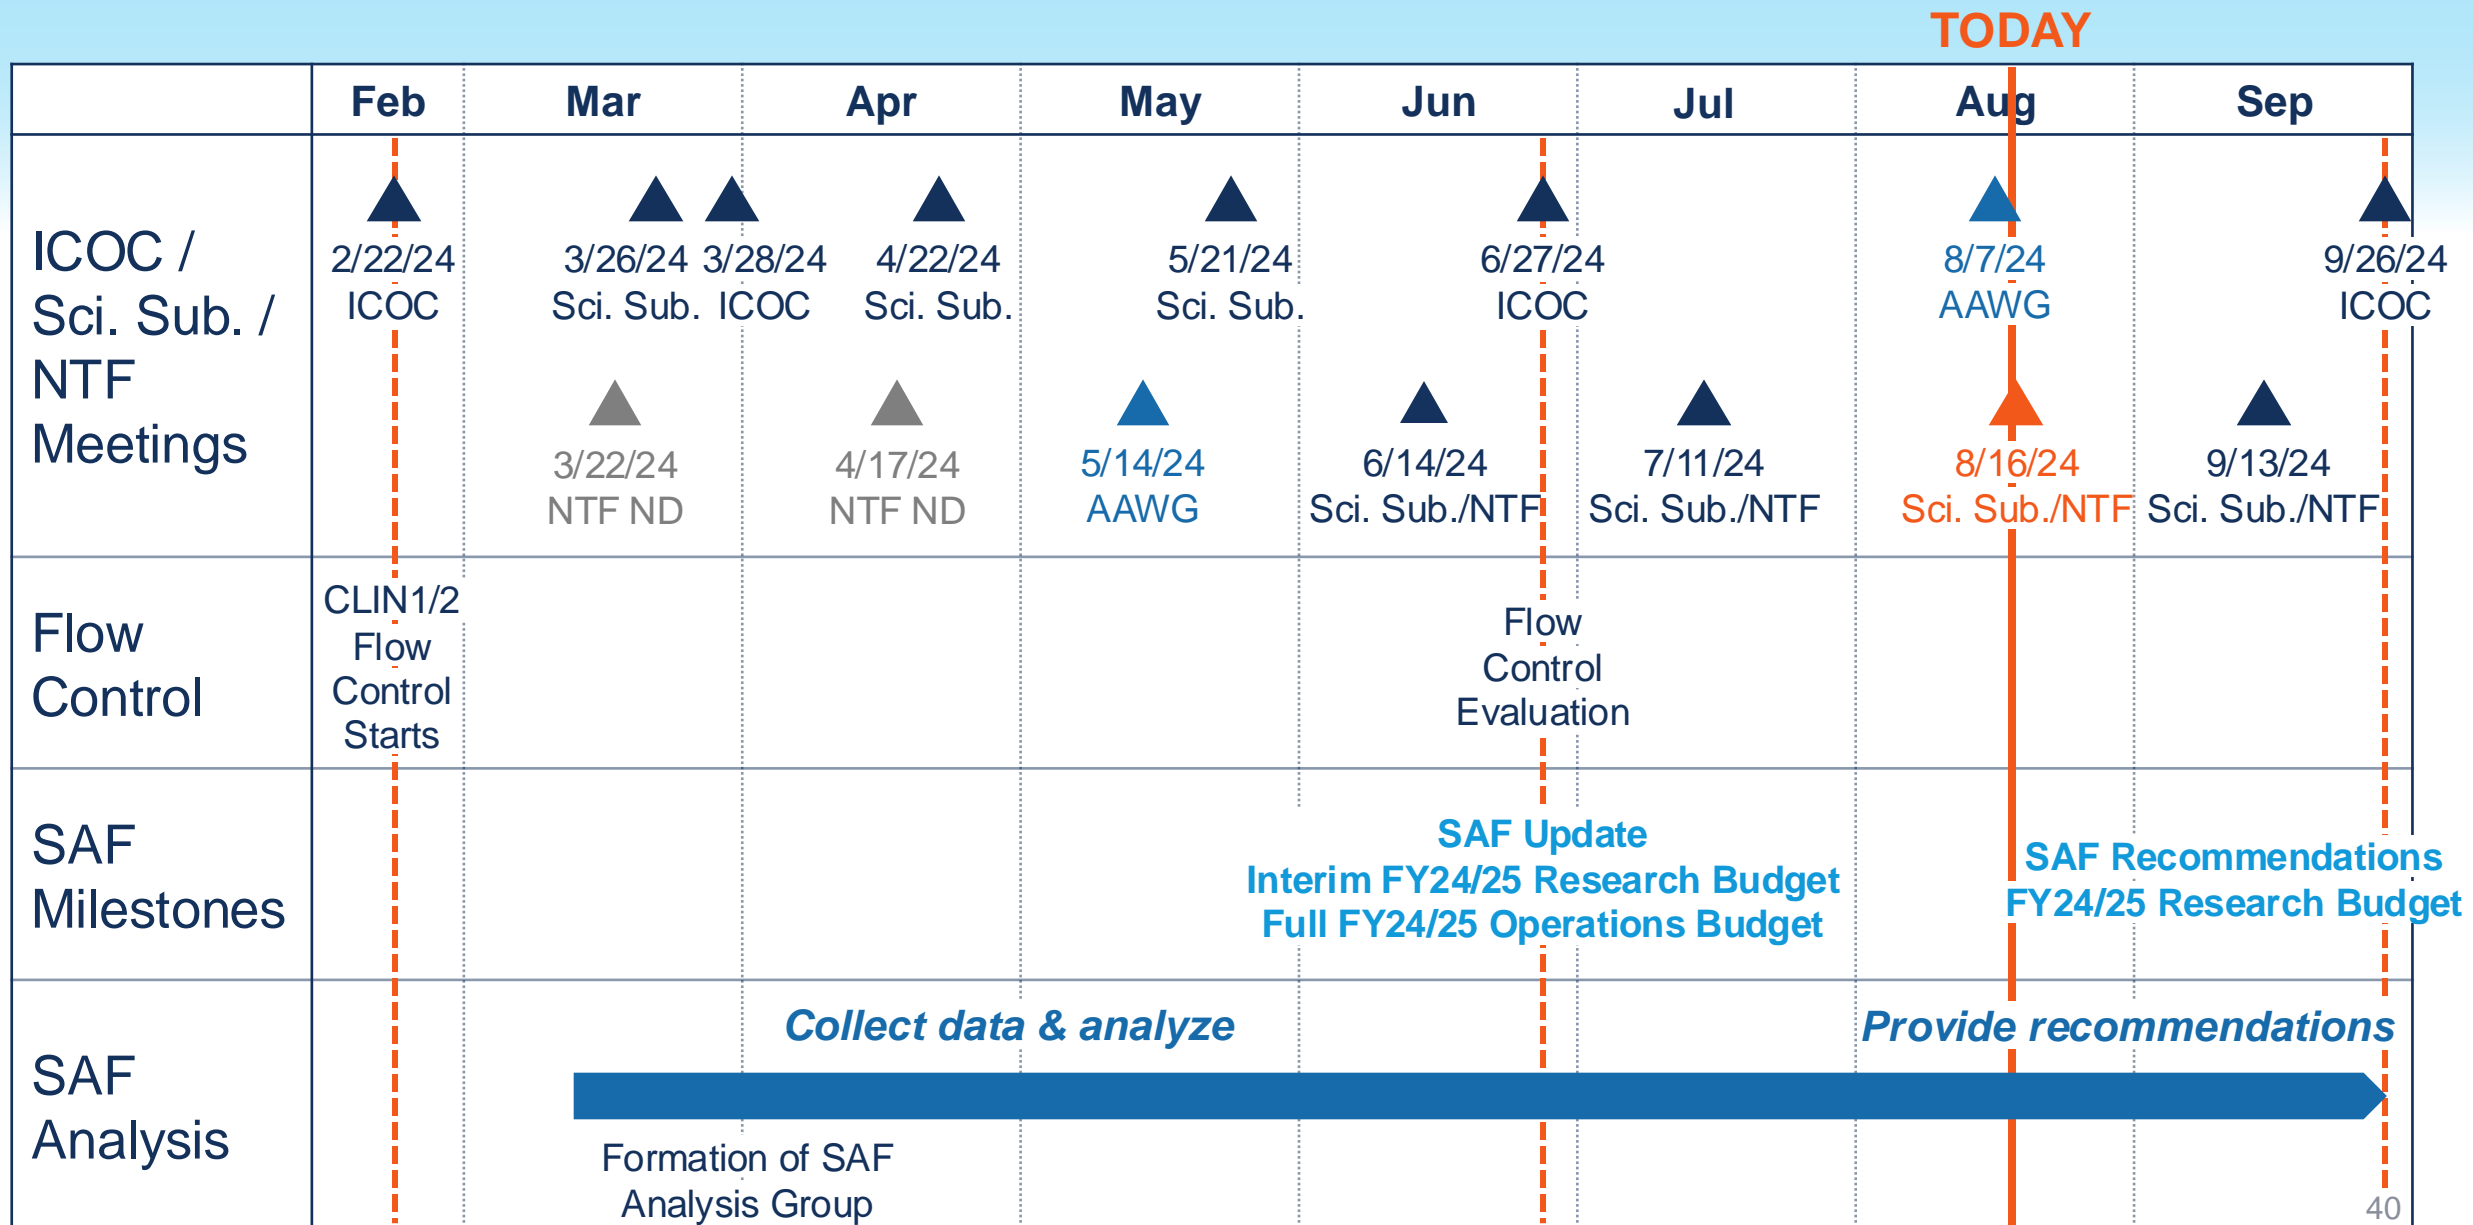 TODAY
Feb
Mar
Apr
May
Jun
Jul
Aug
Sep
ICOC /
Sci. Sub. /
NTF
Meetings
2/22/24
ICOC
3/26/24
Sci. Sub.
3/28/24
ICOC
4/22/24
Sci. Sub.
5/21/24
Sci. Sub.
6/27/24
ICOC
8/7/24
AAWG
9/26/24
ICOC
3/22/24
NTF ND
4/17/24
NTF ND
5/14/24
AAWG
6/14/24
Sci. Sub./NTF
7/11/24
Sci. Sub./NTF
8/16/24
Sci. Sub./NTF
9/13/24
Sci. Sub./NTF
Flow
Control
CLIN1/2
Flow
Control
Starts
Flow
Control
Evaluation
SAF
Milestones
SAF Update
Interim FY24/25 Research Budget
Full FY24/25 Operations Budget
SAF Recommendations
FY24/25 Research Budget
SAF
Analysis
Collect data & analyze
Provide recommendations
Formation of SAF
Analysis Group
40